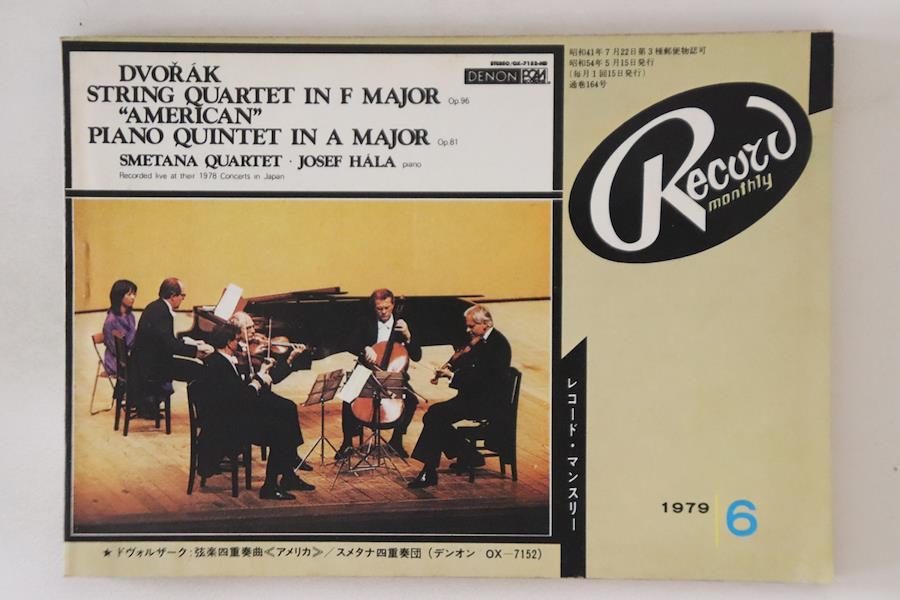 DVOŘÁK
STRING QUARTET IN F MAJOR Op.96
"AMERICAN"
PIANO QUINTET IN A MAJOR Op.81
SMETANA QUARTET · JOSEF HÁLA piano
Recorded live at their 1978 Concerts in Japan
STEREO/OX-7152-ND
DENON PCM
昭和41年7月22日第3種郵便物認可
昭和54年5月15日発行
(毎月1回15日発行)
通巻164号
Record
monthly
レコード・マンスリー
1979 6
★ドヴォルザーク:弦楽四重奏曲≪アメリカ≫/スメタナ四重奏団(デンオン OX-7152)